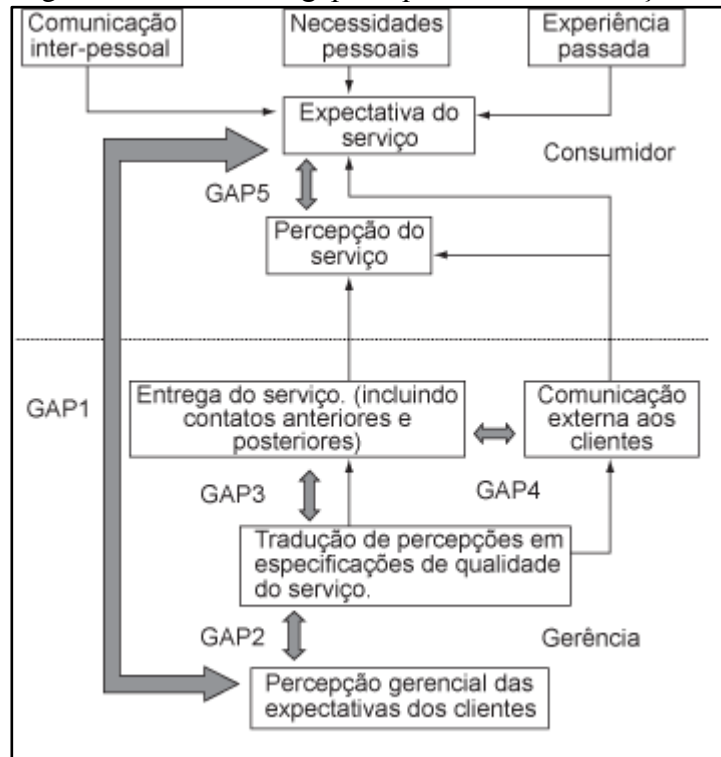 Comunicação
inter-pessoal
Necessidades
pessoais
Experiência
passada
Expectativa do
serviço
Consumidor
GAP5
Percepção do
serviço
GAP1
Entrega do serviço. (incluindo
contatos anteriores e
posteriores)
Comunicação
externa aos
clientes
GAP3
GAP4
Tradução de percepções em
especificações de qualidade
do serviço.
GAP2
Gerência
Percepção gerencial das
expectativas dos clientes